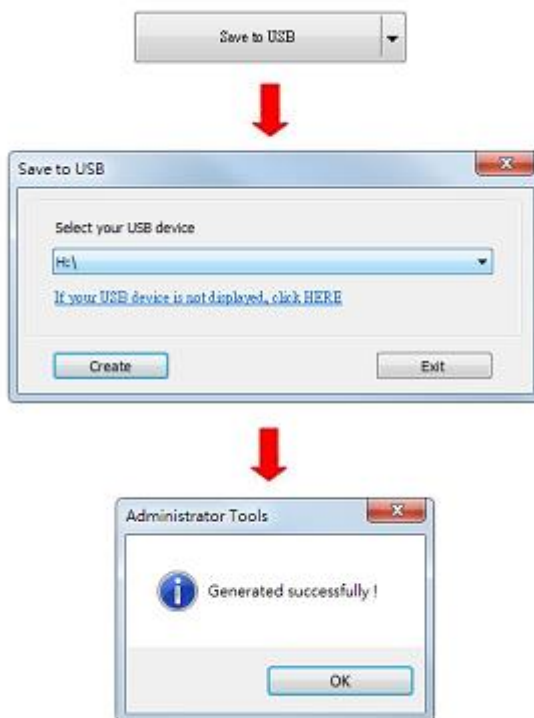 Save to USB
Save to USB
Select your USB device
H:\
If your USB device is not displayed, click HERE
Create Exit
Administrator Tools
Generated successfully !
OK